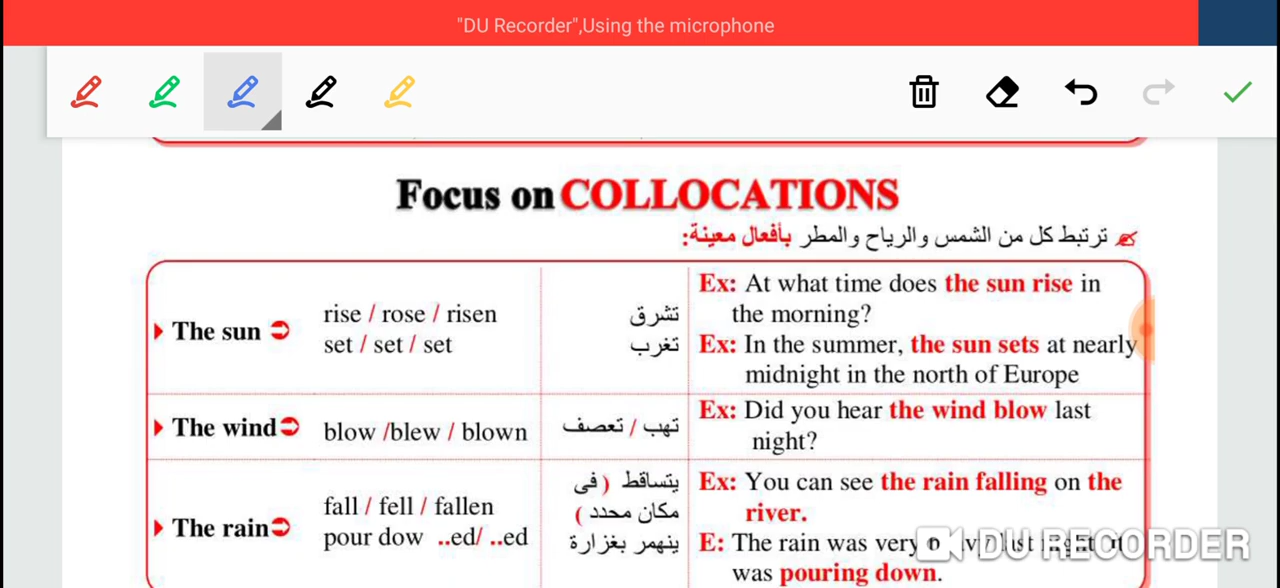 "DU Recorder",Using the microphone
Focus on COLLOCATIONS
ترتبط كل من الشمس والرياح والمطر بأفعال معينة:
The sun
rise / rose / risen
set / set / set
تشرق
تغرب
Ex: At what time does the sun rise in
the morning?
Ex: In the summer, the sun sets at nearly
midnight in the north of Europe
The wind
blow /blew / blown
تهب / تعصف
Ex: Did you hear the wind blow last
night?
The rain
fall / fell / fallen
pour dow ..ed/ ..ed
يتساقط ( فى
مكان محدد )
ينهمر بغزارة
Ex: You can see the rain falling on the
river.
E: The rain was very last
was pouring down.
DU RECORDER